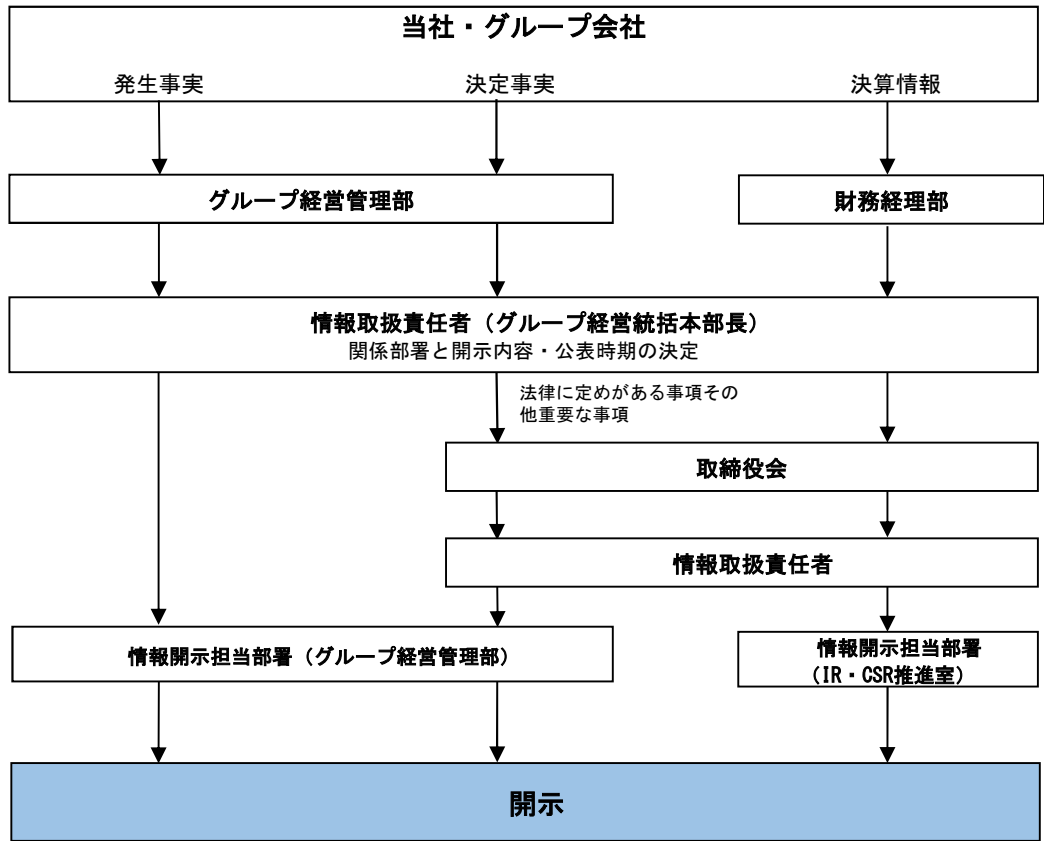 当社・グループ会社
発生事実
決定事実
決算情報
グループ経営管理部
財務経理部
情報取扱責任者（グループ経営統括本部長）
関係部署と開示内容・公表時期の決定
法律に定めがある事項その
他重要な事項
取締役会
情報取扱責任者
情報開示担当部署（グループ経営管理部）
情報開示担当部署
（IR・CSR推進室）
開示